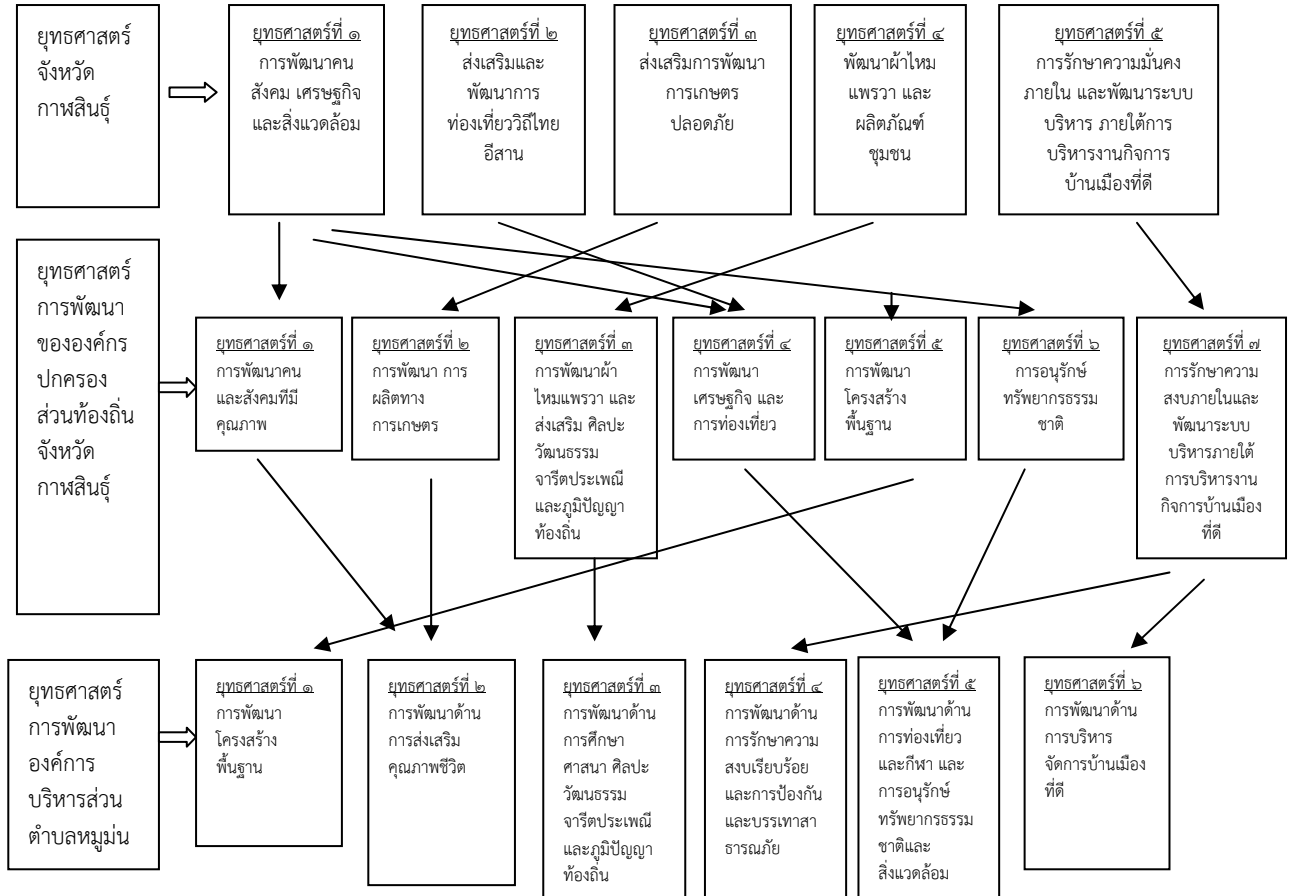 ยุทธศาสตร์
จังหวัด
กาฬสินธุ์
ยุทธศาสตร์ที่ ๑
การพัฒนาคน
สังคม เศรษฐกิจ
และสิ่งแวดล้อม
ยุทธศาสตร์ที่ ๒
ส่งเสริมและ
พัฒนาการ
ท่องเที่ยววิถีไทย
อีสาน
ยุทธศาสตร์ที่ ๓
ส่งเสริมการพัฒนา
การเกษตร
ปลอดภัย
ยุทธศาสตร์ที่ ๔
พัฒนาผ้าไหม
แพรวา และ
ผลิตภัณฑ์
ชุมชน
ยุทธศาสตร์ที่ ๕
การรักษาความมั่นคง
ภายใน และพัฒนาระบบ
บริหาร ภายใต้การ
บริหารงานกิจการ
บ้านเมืองที่ดี
ยุทธศาสตร์
การพัฒนา
ขององค์กร
ปกครอง
ส่วนท้องถิ่น
จังหวัด
กาฬสินธุ์
ยุทธศาสตร์ที่ ๑
การพัฒนาคน
และสังคมที่มี
คุณภาพ
ยุทธศาสตร์ที่ ๒
การพัฒนา การ
ผลิตทาง
การเกษตร
ยุทธศาสตร์ที่ ๓
การพัฒนาผ้า
ไหมแพรวา และ
ส่งเสริม ศิลปะ
วัฒนธรรม
จารีตประเพณี
และภูมิปัญญา
ท้องถิ่น
ยุทธศาสตร์ที่ ๔
การพัฒนา
เศรษฐกิจ และ
การท่องเที่ยว
ยุทธศาสตร์ที่ ๕
การพัฒนา
โครงสร้าง
พื้นฐาน
ยุทธศาสตร์ที่ ๖
การอนุรักษ์
ทรัพยากรธรรม
ชาติ
ยุทธศาสตร์ที่ ๗
การรักษาความ
สงบภายในและ
พัฒนาระบบ
บริหารภายใต้
การบริหารงาน
กิจการบ้านเมือง
ที่ดี
ยุทธศาสตร์
การพัฒนา
องค์การ
บริหารส่วน
ตำบลหมูม่น
ยุทธศาสตร์ที่ ๑
การพัฒนา
โครงสร้าง
พื้นฐาน
ยุทธศาสตร์ที่ ๒
การพัฒนาด้าน
การส่งเสริม
คุณภาพชีวิต
ยุทธศาสตร์ที่ ๓
การพัฒนาด้าน
การศึกษา
ศาสนา ศิลปะ
วัฒนธรรม
จารีตประเพณี
และภูมิปัญญา
ท้องถิ่น
ยุทธศาสตร์ที่ ๔
การพัฒนาด้าน
การรักษาความ
สงบเรียบร้อย
และการป้องกัน
และบรรเทาสา
ธารณภัย
ยุทธศาสตร์ที่ ๕
การพัฒนาด้าน
การท่องเที่ยว
และกีฬา และ
การอนุรักษ์
ทรัพยากรธรรม
ชาติและ
สิ่งแวดล้อม
ยุทธศาสตร์ที่ ๖
การพัฒนาด้าน
การบริหาร
จัดการบ้านเมือง
ที่ดี